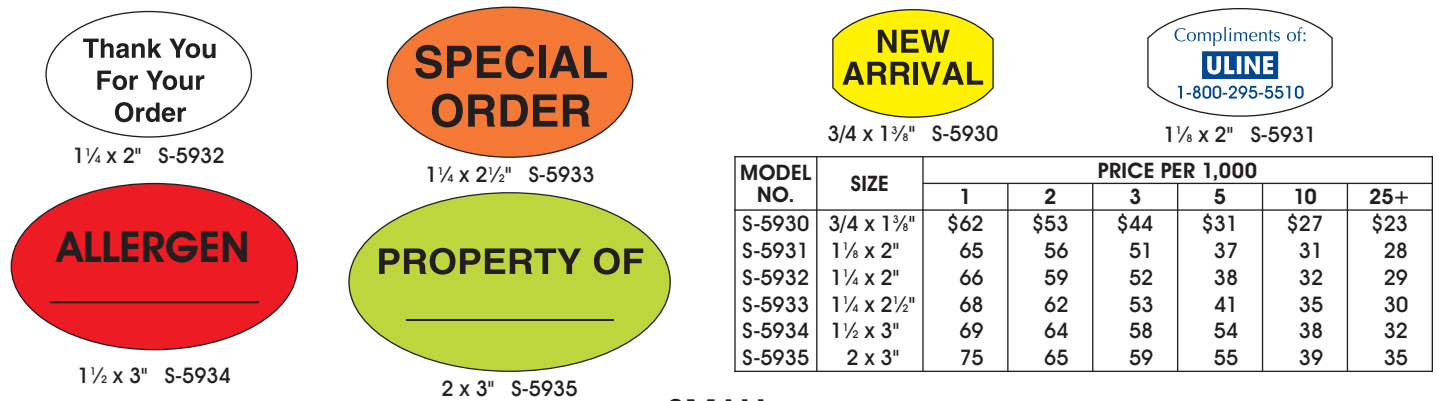 Thank You
For Your
Order
1¼ x 2" S-5932
SPECIAL
ORDER
1¼ x 2½" S-5933
ALLERGEN
1½ x 3" S-5934
PROPERTY OF
2 x 3" S-5935
NEW
ARRIVAL
3/4 x 1⅜" S-5930
Compliments of:
ULINE
1-800-295-5510
1⅛ x 2" S-5931
MODEL NO. SIZE PRICE PER 1,000
1 2 3 5 10 25+
S-5930 3/4 x 1⅜" $62 $53 $44 $31 $27 $23
S-5931 1⅛ x 2" 65 56 51 37 31 28
S-5932 1¼ x 2" 66 59 52 38 32 29
S-5933 1¼ x 2½" 68 62 53 41 35 30
S-5934 1½ x 3" 69 64 58 54 38 32
S-5935 2 x 3" 75 65 59 55 39 35